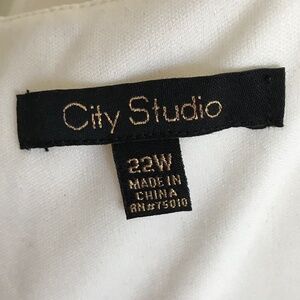 City Studio
22W
MADE IN
CHINA
RN#75010